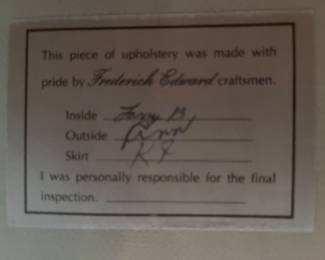 This piece of upholstery was made with
pride by Frederick Edward craftsmen.
Inside
Outside Ann
Skirt
I was personally responsible for the final
inspection.